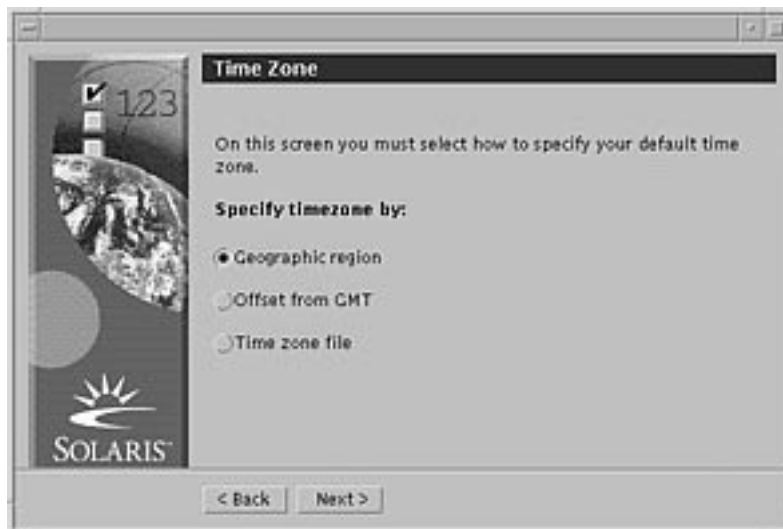 Time Zone
123
On this screen you must select how to specify your default time
zone.
Specify timezone by:
Geographic region
Offset from GMT
Time zone file
SOLARIS™
< Back
Next >